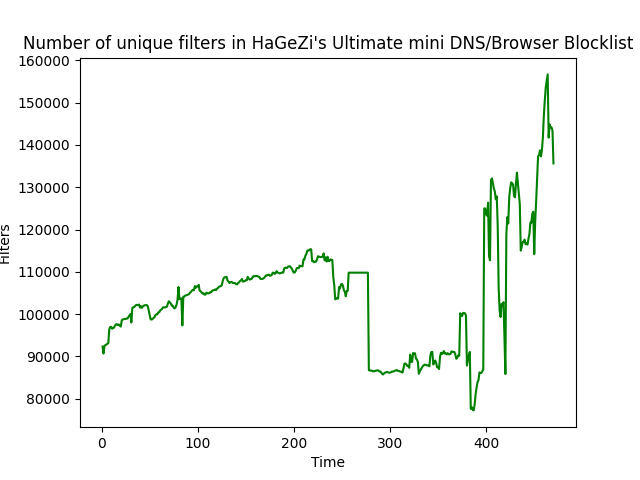 Number of unique filters in HaGeZi's Ultimate mini DNS/Browser Blocklist
160000
150000
140000
130000
120000
110000
100000
90000
80000
Filters
0 100 200 300 400
Time